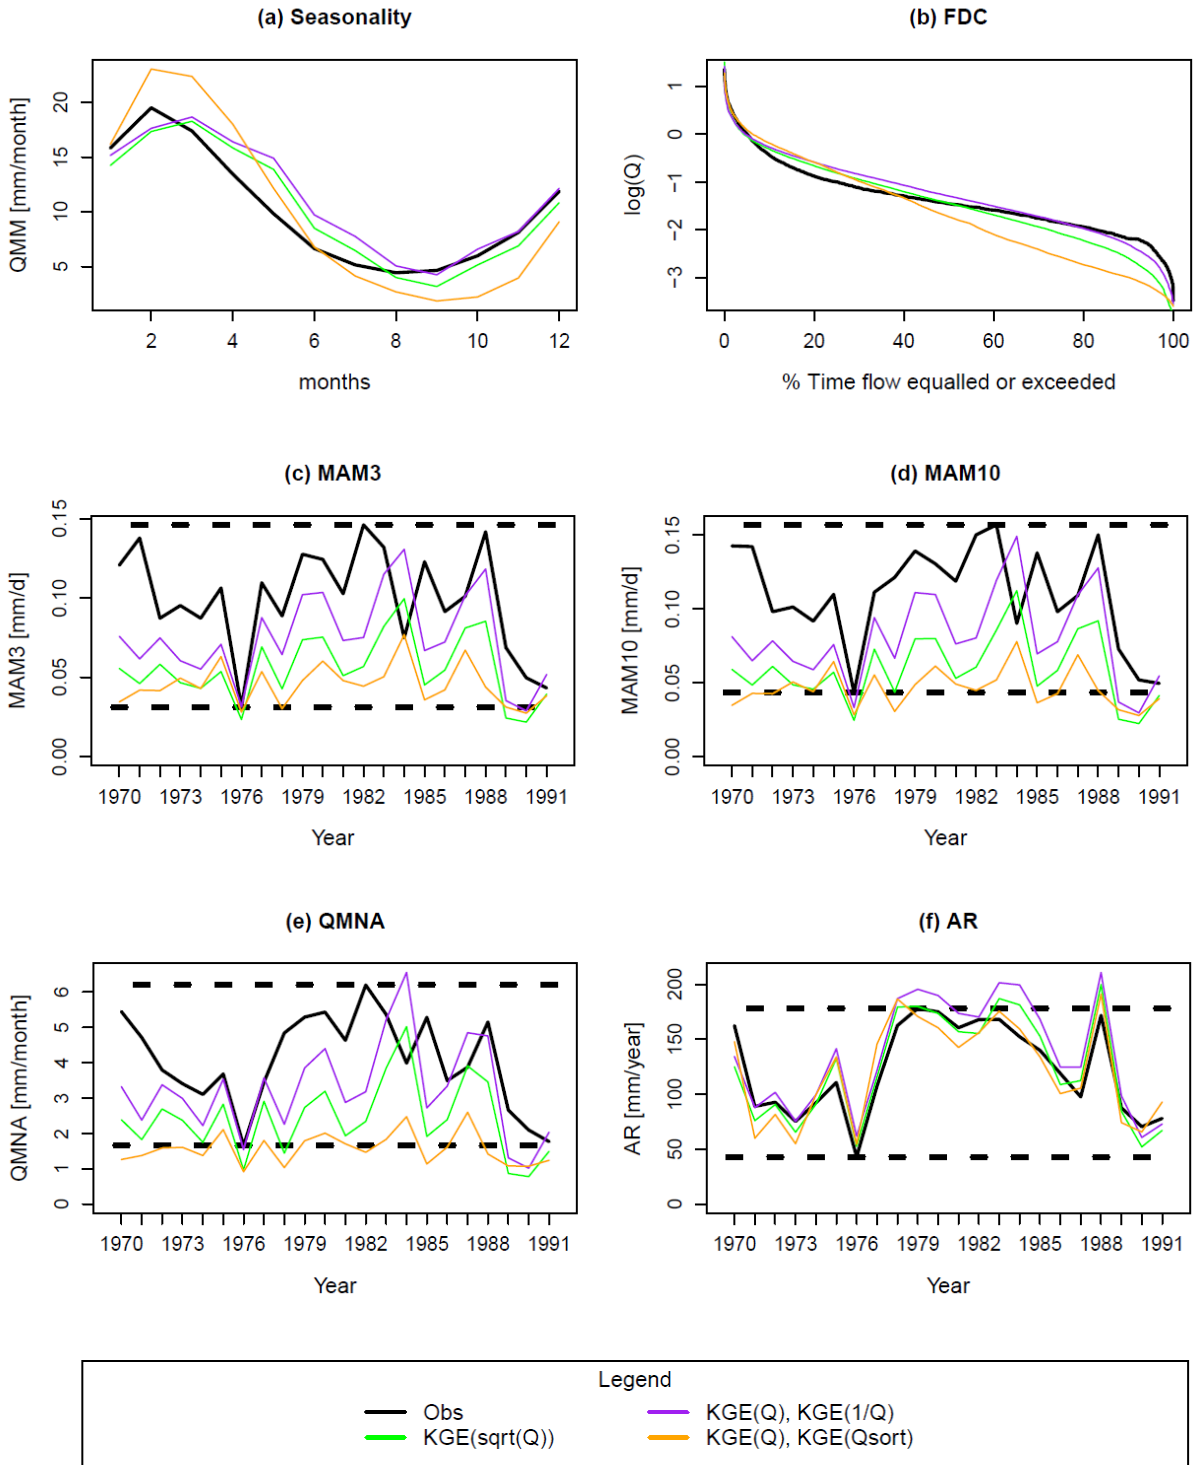 (a) Seasonality
QMM [mm/month]
5 10 15 20
2 4 6 8 10 12
months
(b) FDC
log(Q)
−3 −2 −1 0 1
0 20 40 60 80 100
% Time flow equalled or exceeded
(c) MAM3
MAM3 [mm/d]
0.00 0.05 0.10 0.15
1970 1973 1976 1979 1982 1985 1988 1991
Year
(d) MAM10
MAM10 [mm/d]
0.00 0.05 0.10 0.15
1970 1973 1976 1979 1982 1985 1988 1991
Year
(e) QMNA
QMNA [mm/month]
0 1 2 3 4 5 6
1970 1973 1976 1979 1982 1985 1988 1991
Year
(f) AR
AR [mm/year]
0 50 100 150 200
1970 1973 1976 1979 1982 1985 1988 1991
Year
Legend
Obs
KGE(sqrt(Q))
KGE(Q), KGE(1/Q)
KGE(Q), KGE(Qsort)